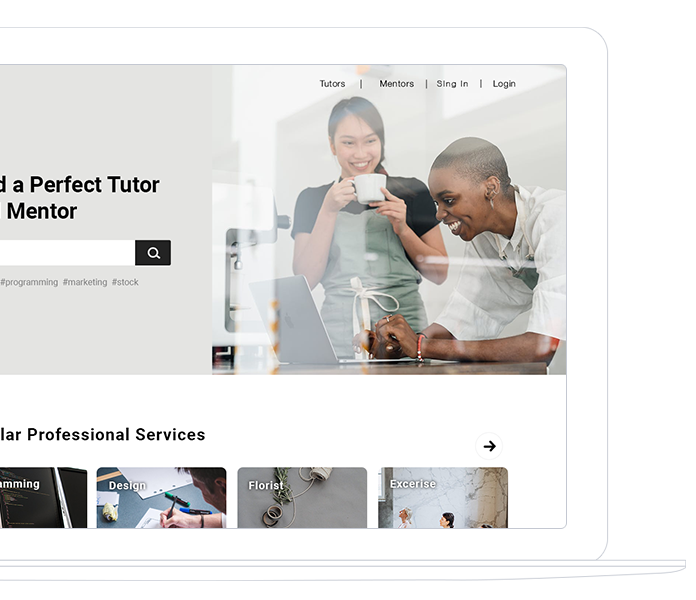 Tutors | Mentors | SIng In | Login
d a Perfect Tutor
Mentor
#programming #marketing #stock
lar Professional Services
amming
Design
Florist
Excerise